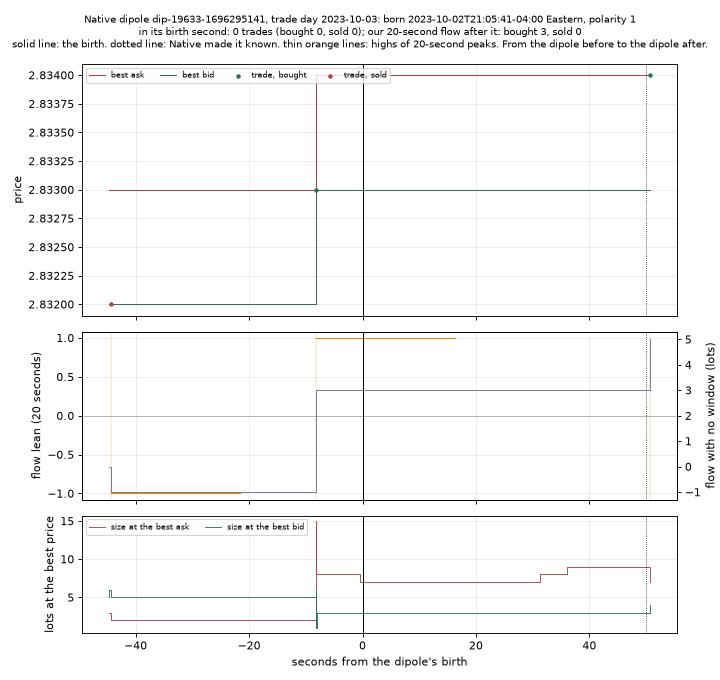 Native dipole dip-19633-1696295141, trade day 2023-10-03: born 2023-10-02T21:05:41-04:00 Eastern, polarity 1
in its birth second: 0 trades (bought 0, sold 0); our 20-second flow after it: bought 3, sold 0
solid line: the birth. dotted line: Native made it known. thin orange lines: highs of 20-second peaks. From the dipole before to the dipole after.
best ask
best bid
trade, bought
trade, sold
2.83400
2.83375
2.83350
2.83325
2.83300
2.83275
2.83250
2.83225
2.83200
price
1.0
0.5
0.0
−0.5
−1.0
flow lean (20 seconds)
5
4
3
2
1
0
−1
flow with no window (lots)
size at the best ask
size at the best bid
15
10
5
lots at the best price
−40
−20
0
20
40
seconds from the dipole's birth